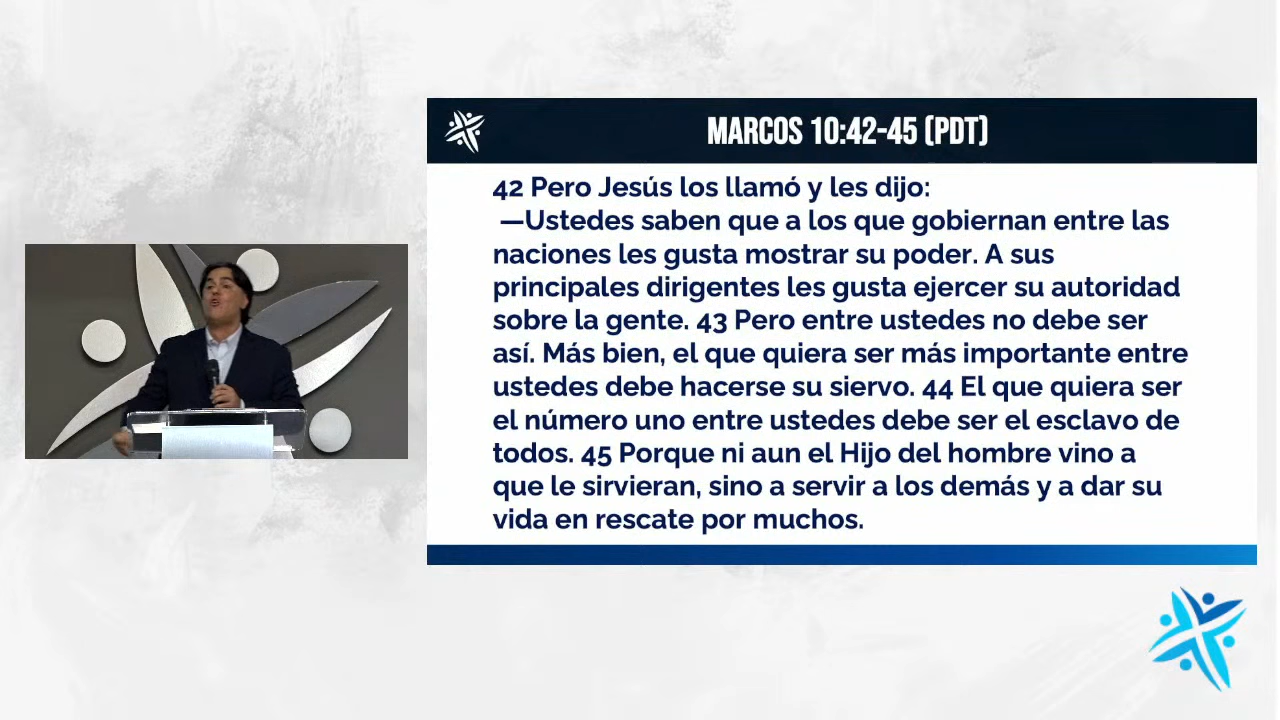 MARCOS 10:42-45 (PDT)
42 Pero Jesús los llamó y les dijo:
—Ustedes saben que a los que gobiernan entre las
naciones les gusta mostrar su poder. A sus
principales dirigentes les gusta ejercer su autoridad
sobre la gente. 43 Pero entre ustedes no debe ser
así. Más bien, el que quiera ser más importante entre
ustedes debe hacerse su siervo. 44 El que quiera ser
el número uno entre ustedes debe ser el esclavo de
todos. 45 Porque ni aun el Hijo del hombre vino a
que le sirvieran, sino a servir a los demás y a dar su
vida en rescate por muchos.